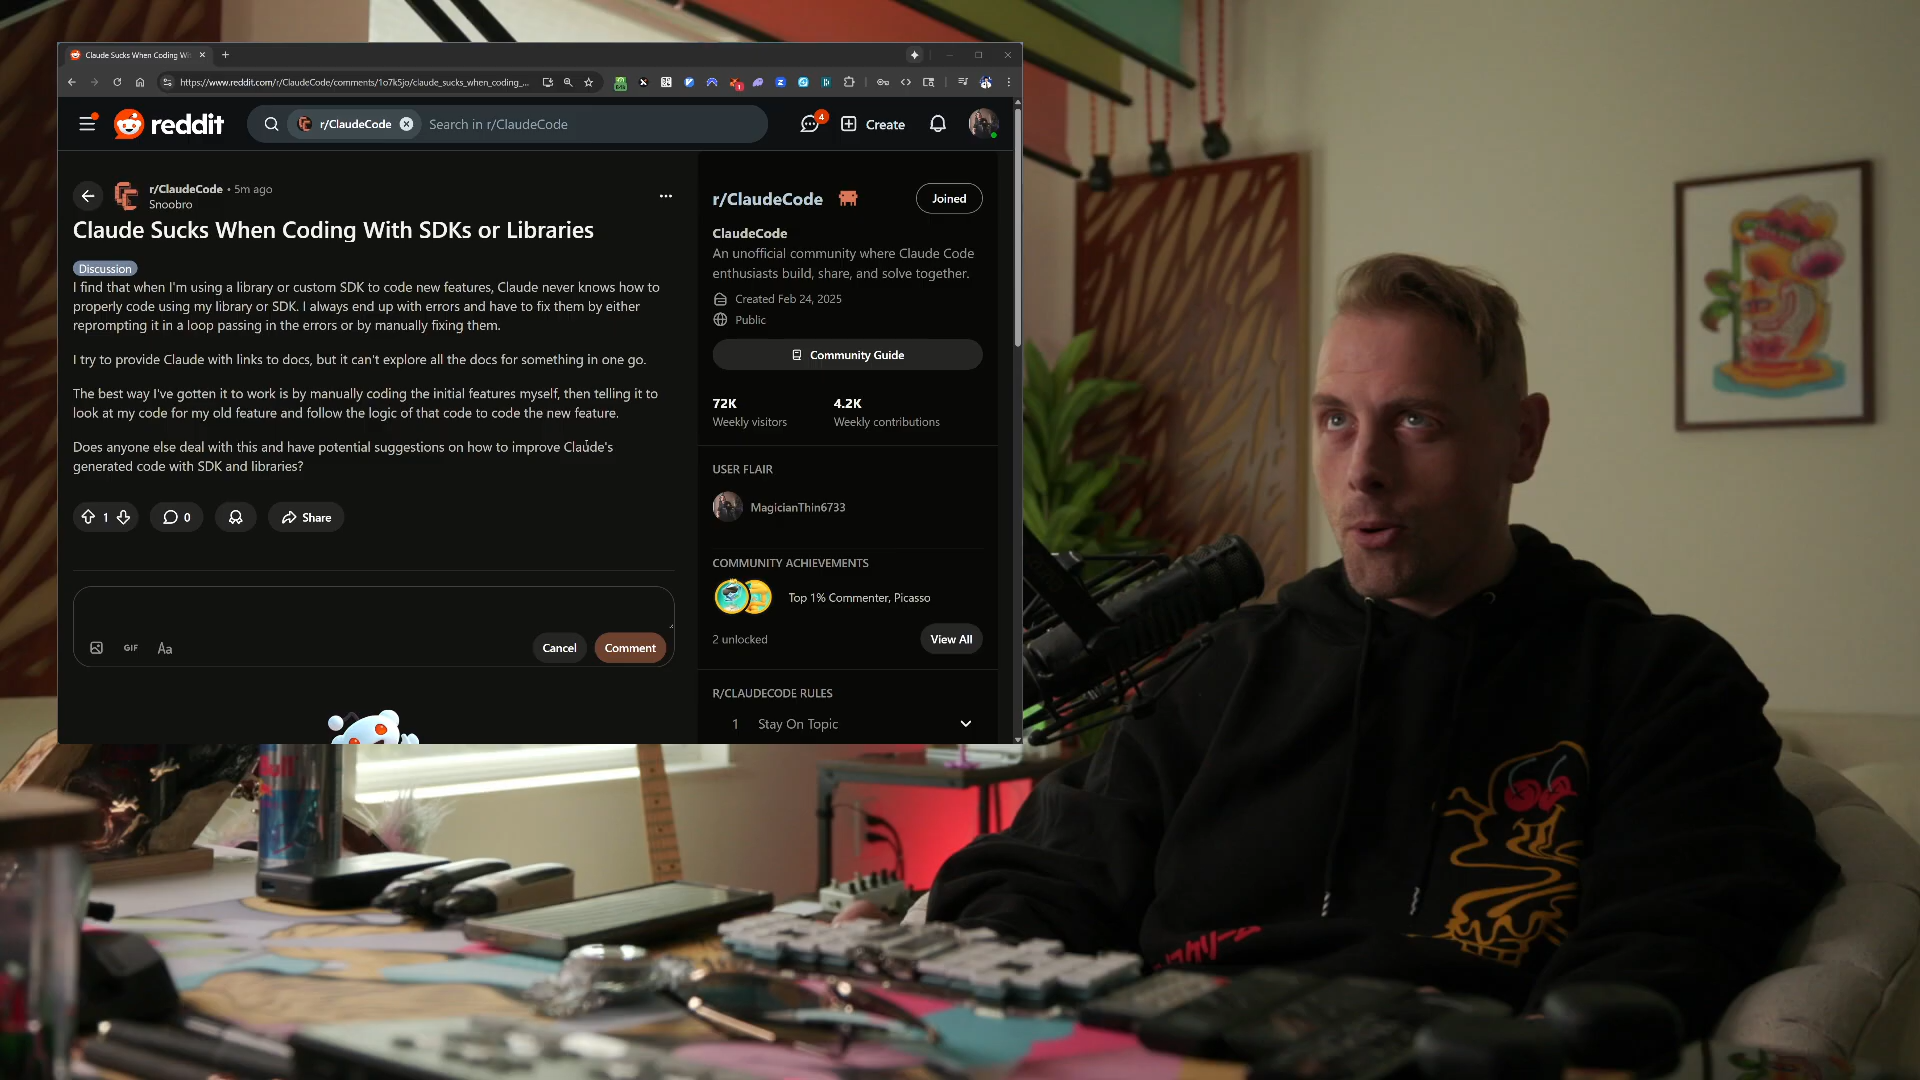 Claude Sucks When Coding Wi
https://www.reddit.com/r/ClaudeCode/comments/1o7k5jo/claude_sucks_when_coding_...
reddit
r/ClaudeCode
Search in r/ClaudeCode
4
Create
r/ClaudeCode • 5m ago
Snoobro
Claude Sucks When Coding With SDKs or Libraries
Discussion
I find that when I'm using a library or custom SDK to code new features, Claude never knows how to
properly code using my library or SDK. I always end up with errors and have to fix them by either
reprompting it in a loop passing in the errors or by manually fixing them.
I try to provide Claude with links to docs, but it can't explore all the docs for something in one go.
The best way I've gotten it to work is by manually coding the initial features myself, then telling it to
look at my code for my old feature and follow the logic of that code to code the new feature.
Does anyone else deal with this and have potential suggestions on how to improve Claude's
generated code with SDK and libraries?
1
0
Share
GIF
Aa
Cancel
Comment
r/ClaudeCode
Joined
ClaudeCode
An unofficial community where Claude Code
enthusiasts build, share, and solve together.
Created Feb 24, 2025
Public
Community Guide
72K
Weekly visitors
4.2K
Weekly contributions
USER FLAIR
MagicianThin6733
COMMUNITY ACHIEVEMENTS
Top 1% Commenter, Picasso
2 unlocked
View All
R/CLAUDECODE RULES
1 Stay On Topic